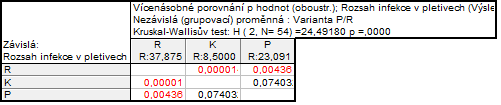 Vícenásobné porovnání p hodnot (oboustr.); Rozsah infekce v pletivech (Výsle
Nezávislá (grupovací) proměnná : Varianta P/R
Kruskal-Wallisův test: H ( 2, N= 54) =24,49180 p =,0000
Závislá: R K P
Rozsah infekce v pletivech R:37,875 R:8,5000 R:23,091
R 0,00001 0,00436
K 0,00001 0,07403
P 0,00436 0,07403